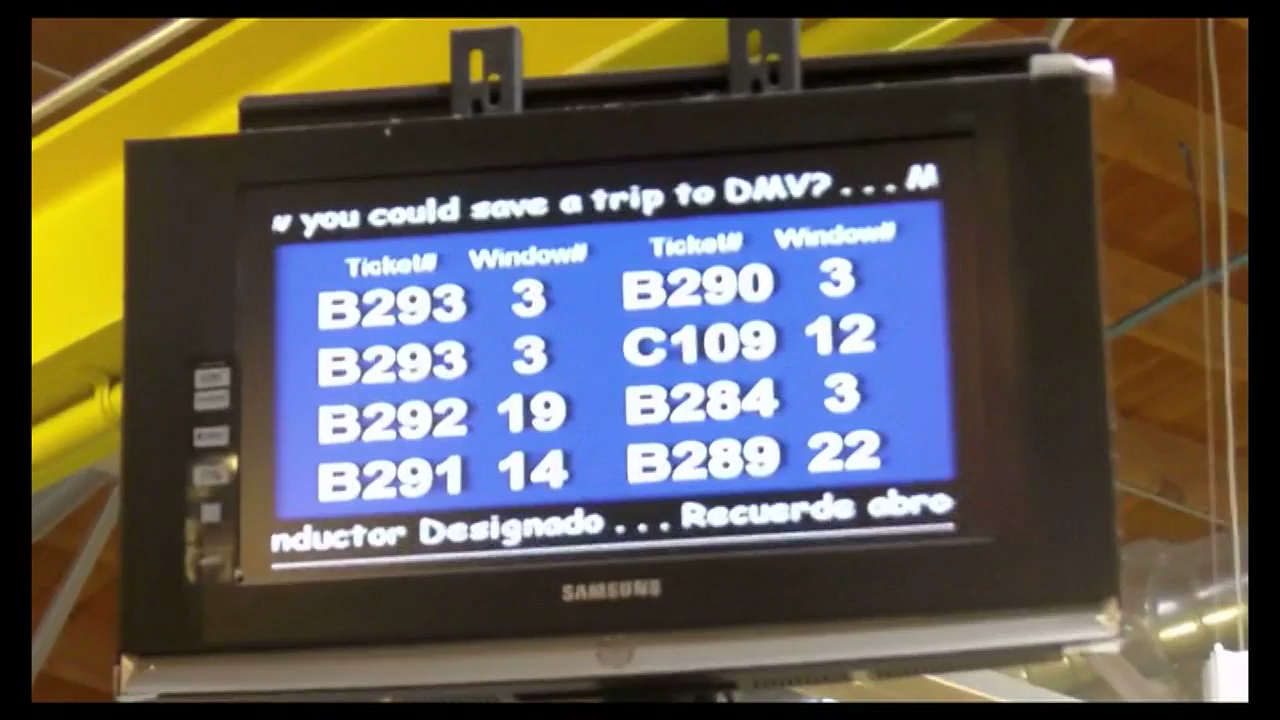 you could save a trip to DMV? . . . M
Ticket# Window# Ticket# Window#
B293 3 B290 3
B293 3 C109 12
B292 19 B284 3
B291 14 B289 22
nductor Designado . . . Recuerde abro
SAMSUNG